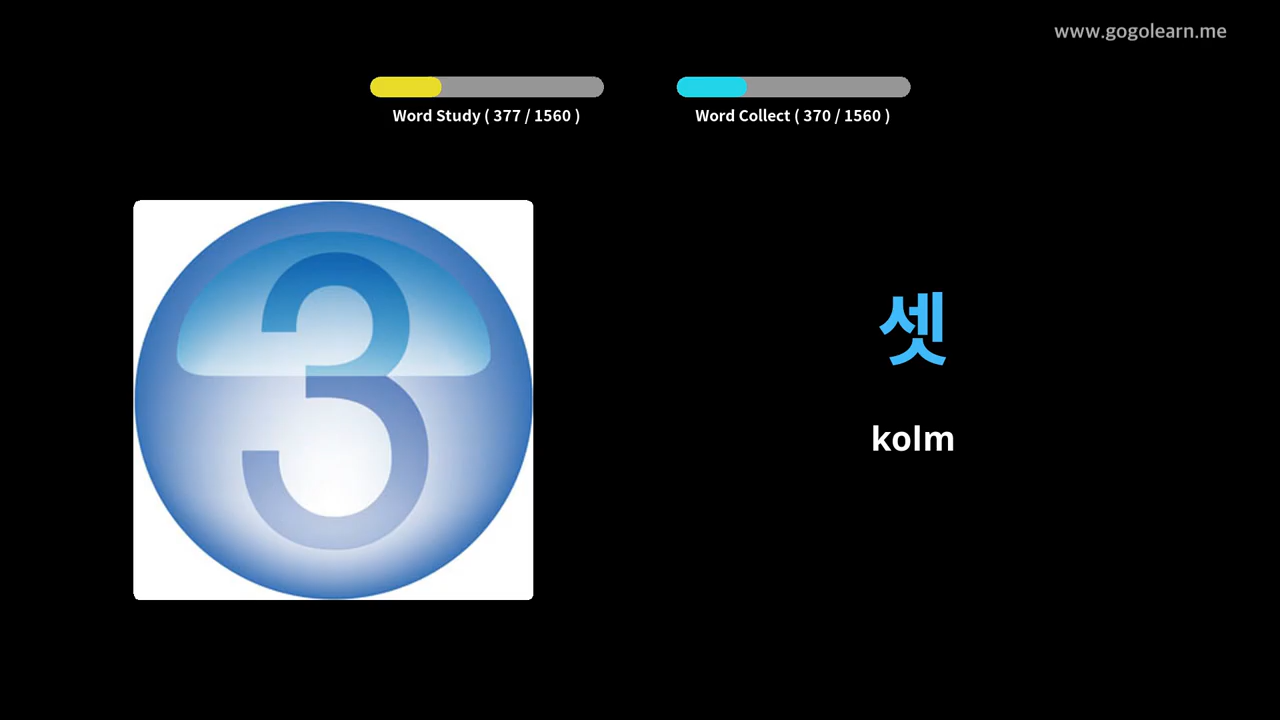 www.gogolearn.me
Word Study ( 377 / 1560 )
Word Collect ( 370 / 1560 )
3
셋
kolm